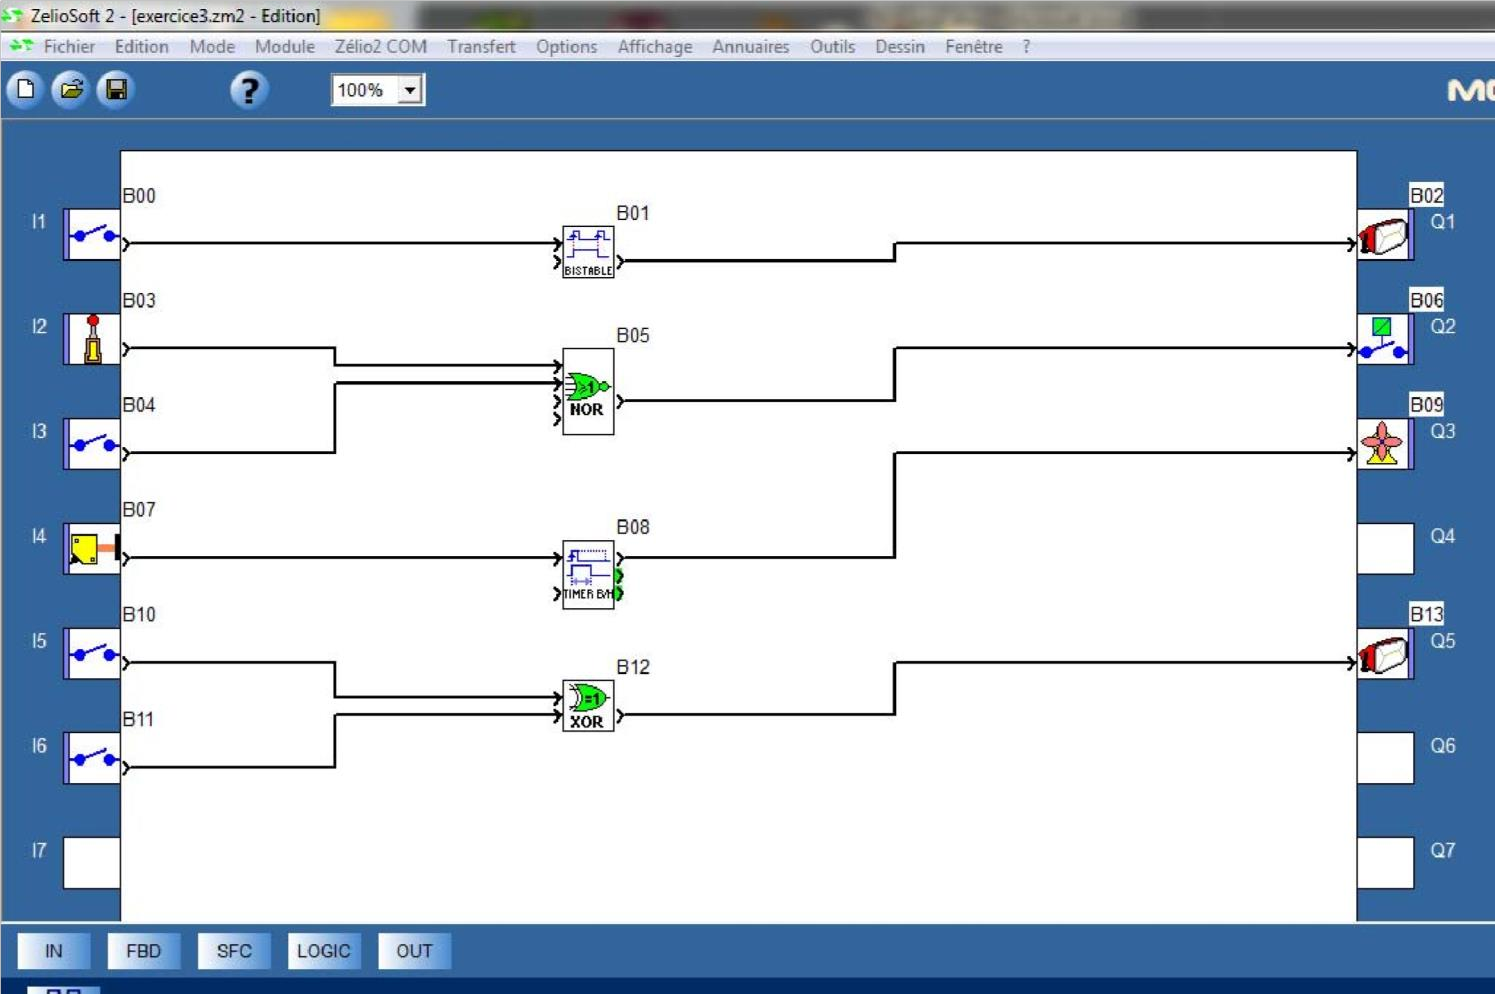 ZelioSoft 2 - [exercice3.zm2 - Edition]
Fichier Edition Mode Module Zélio2 COM Transfert Options Affichage Annuaires Outils Dessin Fenêtre ?
? 100%
B00
I1
B01
BISTABLE
B02
Q1
B03
I2
B05
≥1
NOR
B06
Q2
B04
I3
B09
Q3
B07
I4
B08
TIMER B/H
Q4
B10
I5
B12
=1
XOR
B13
Q5
B11
I6
Q6
I7
Q7
IN FBD SFC LOGIC OUT